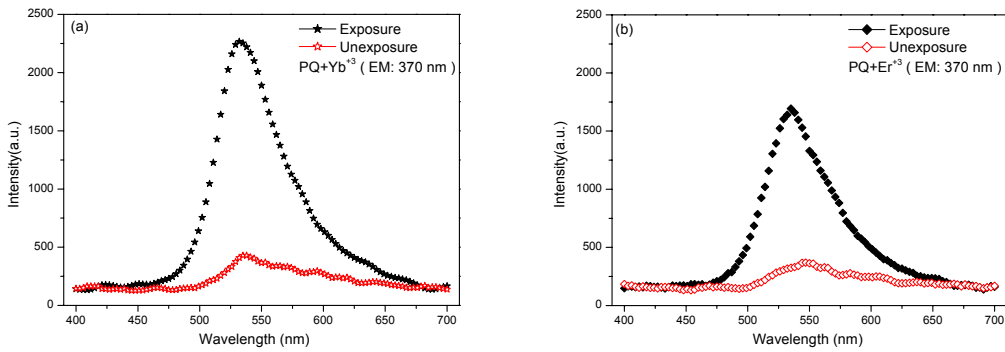 (a)
Exposure
Unexposure
PQ+Yb+3 ( EM: 370 nm )
Intensity(a.u.)
2500
2000
1500
1000
500
0
400 450 500 550 600 650 700
Wavelength (nm)
(b)
Exposure
Unexposure
PQ+Er+3 ( EM: 370 nm )
Intensity(a.u.)
2500
2000
1500
1000
500
0
400 450 500 550 600 650 700
Wavelength (nm)